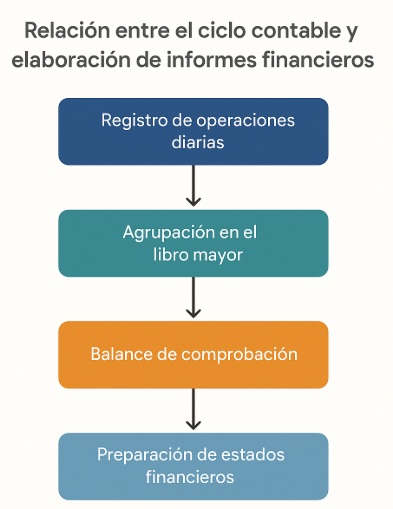 Relación entre el ciclo contable y
elaboración de informes financieros
Registro de operaciones
diarias
Agrupación en el
libro mayor
Balance de comprobación
Preparación de estados
financieros